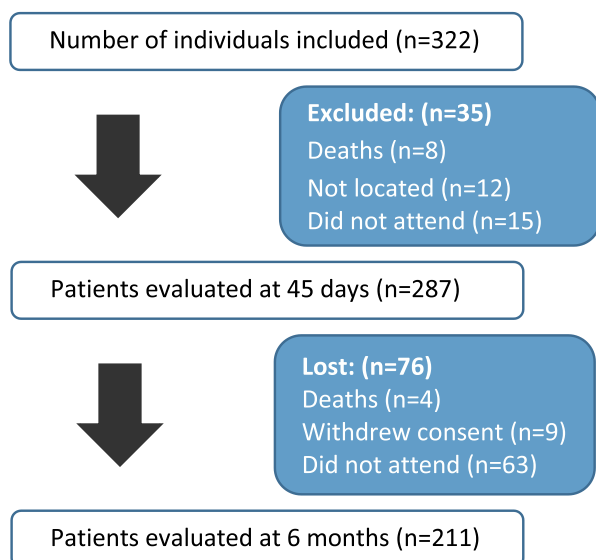 Number of individuals included (n=322)
Excluded: (n=35)
Deaths (n=8)
Not located (n=12)
Did not attend (n=15)
Patients evaluated at 45 days (n=287)
Lost: (n=76)
Deaths (n=4)
Withdrew consent (n=9)
Did not attend (n=63)
Patients evaluated at 6 months (n=211)